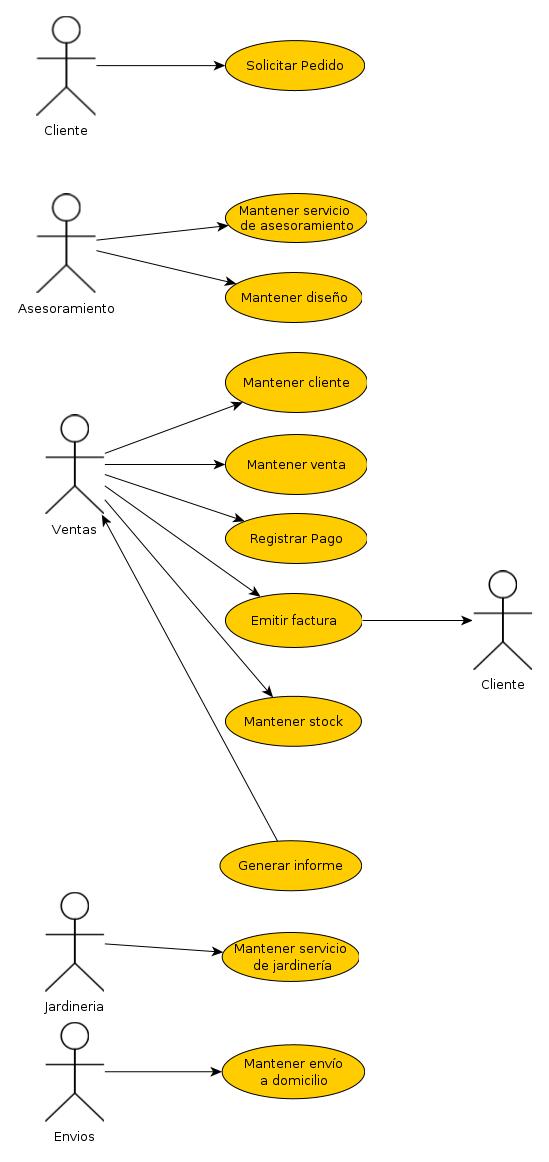 Solicitar Pedido
Cliente
Mantener servicio
de asesoramiento
Mantener diseño
Asesoramiento
Mantener cliente
Mantener venta
Ventas
Registrar Pago
Emitir factura
Cliente
Mantener stock
Generar informe
Mantener servicio
de jardinería
Jardineria
Mantener envío
a domicilio
Envios